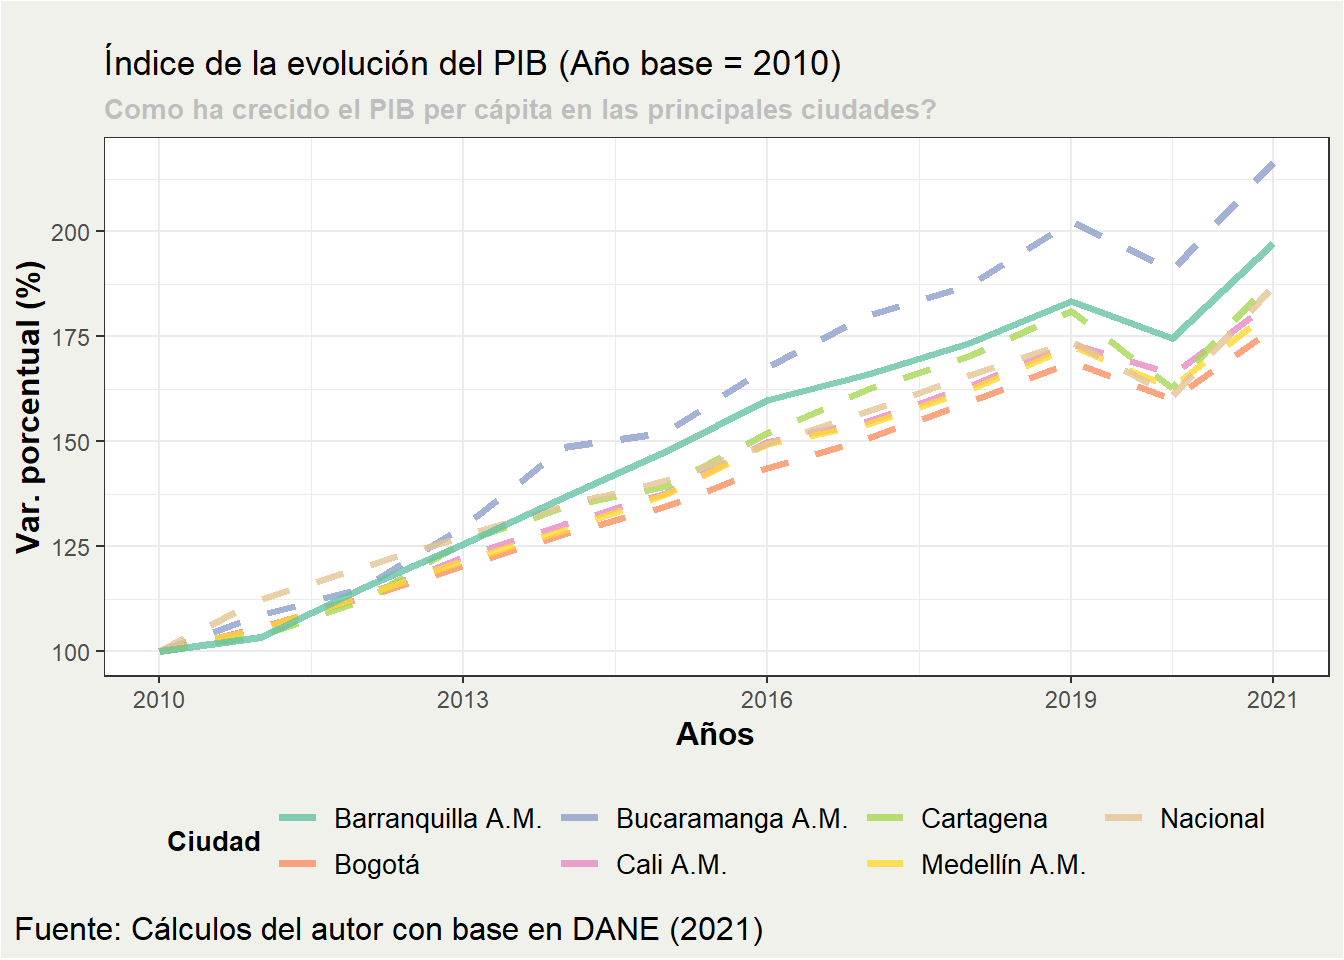 Índice de la evolución del PIB (Año base = 2010)
Como ha crecido el PIB per cápita en las principales ciudades?
Var. porcentual (%)
200
175
150
125
100
2010 2013 2016 2019 2021
Años
Ciudad
Barranquilla A.M. Bucaramanga A.M. Cartagena Nacional
Bogotá Cali A.M. Medellín A.M.
Fuente: Cálculos del autor con base en DANE (2021)